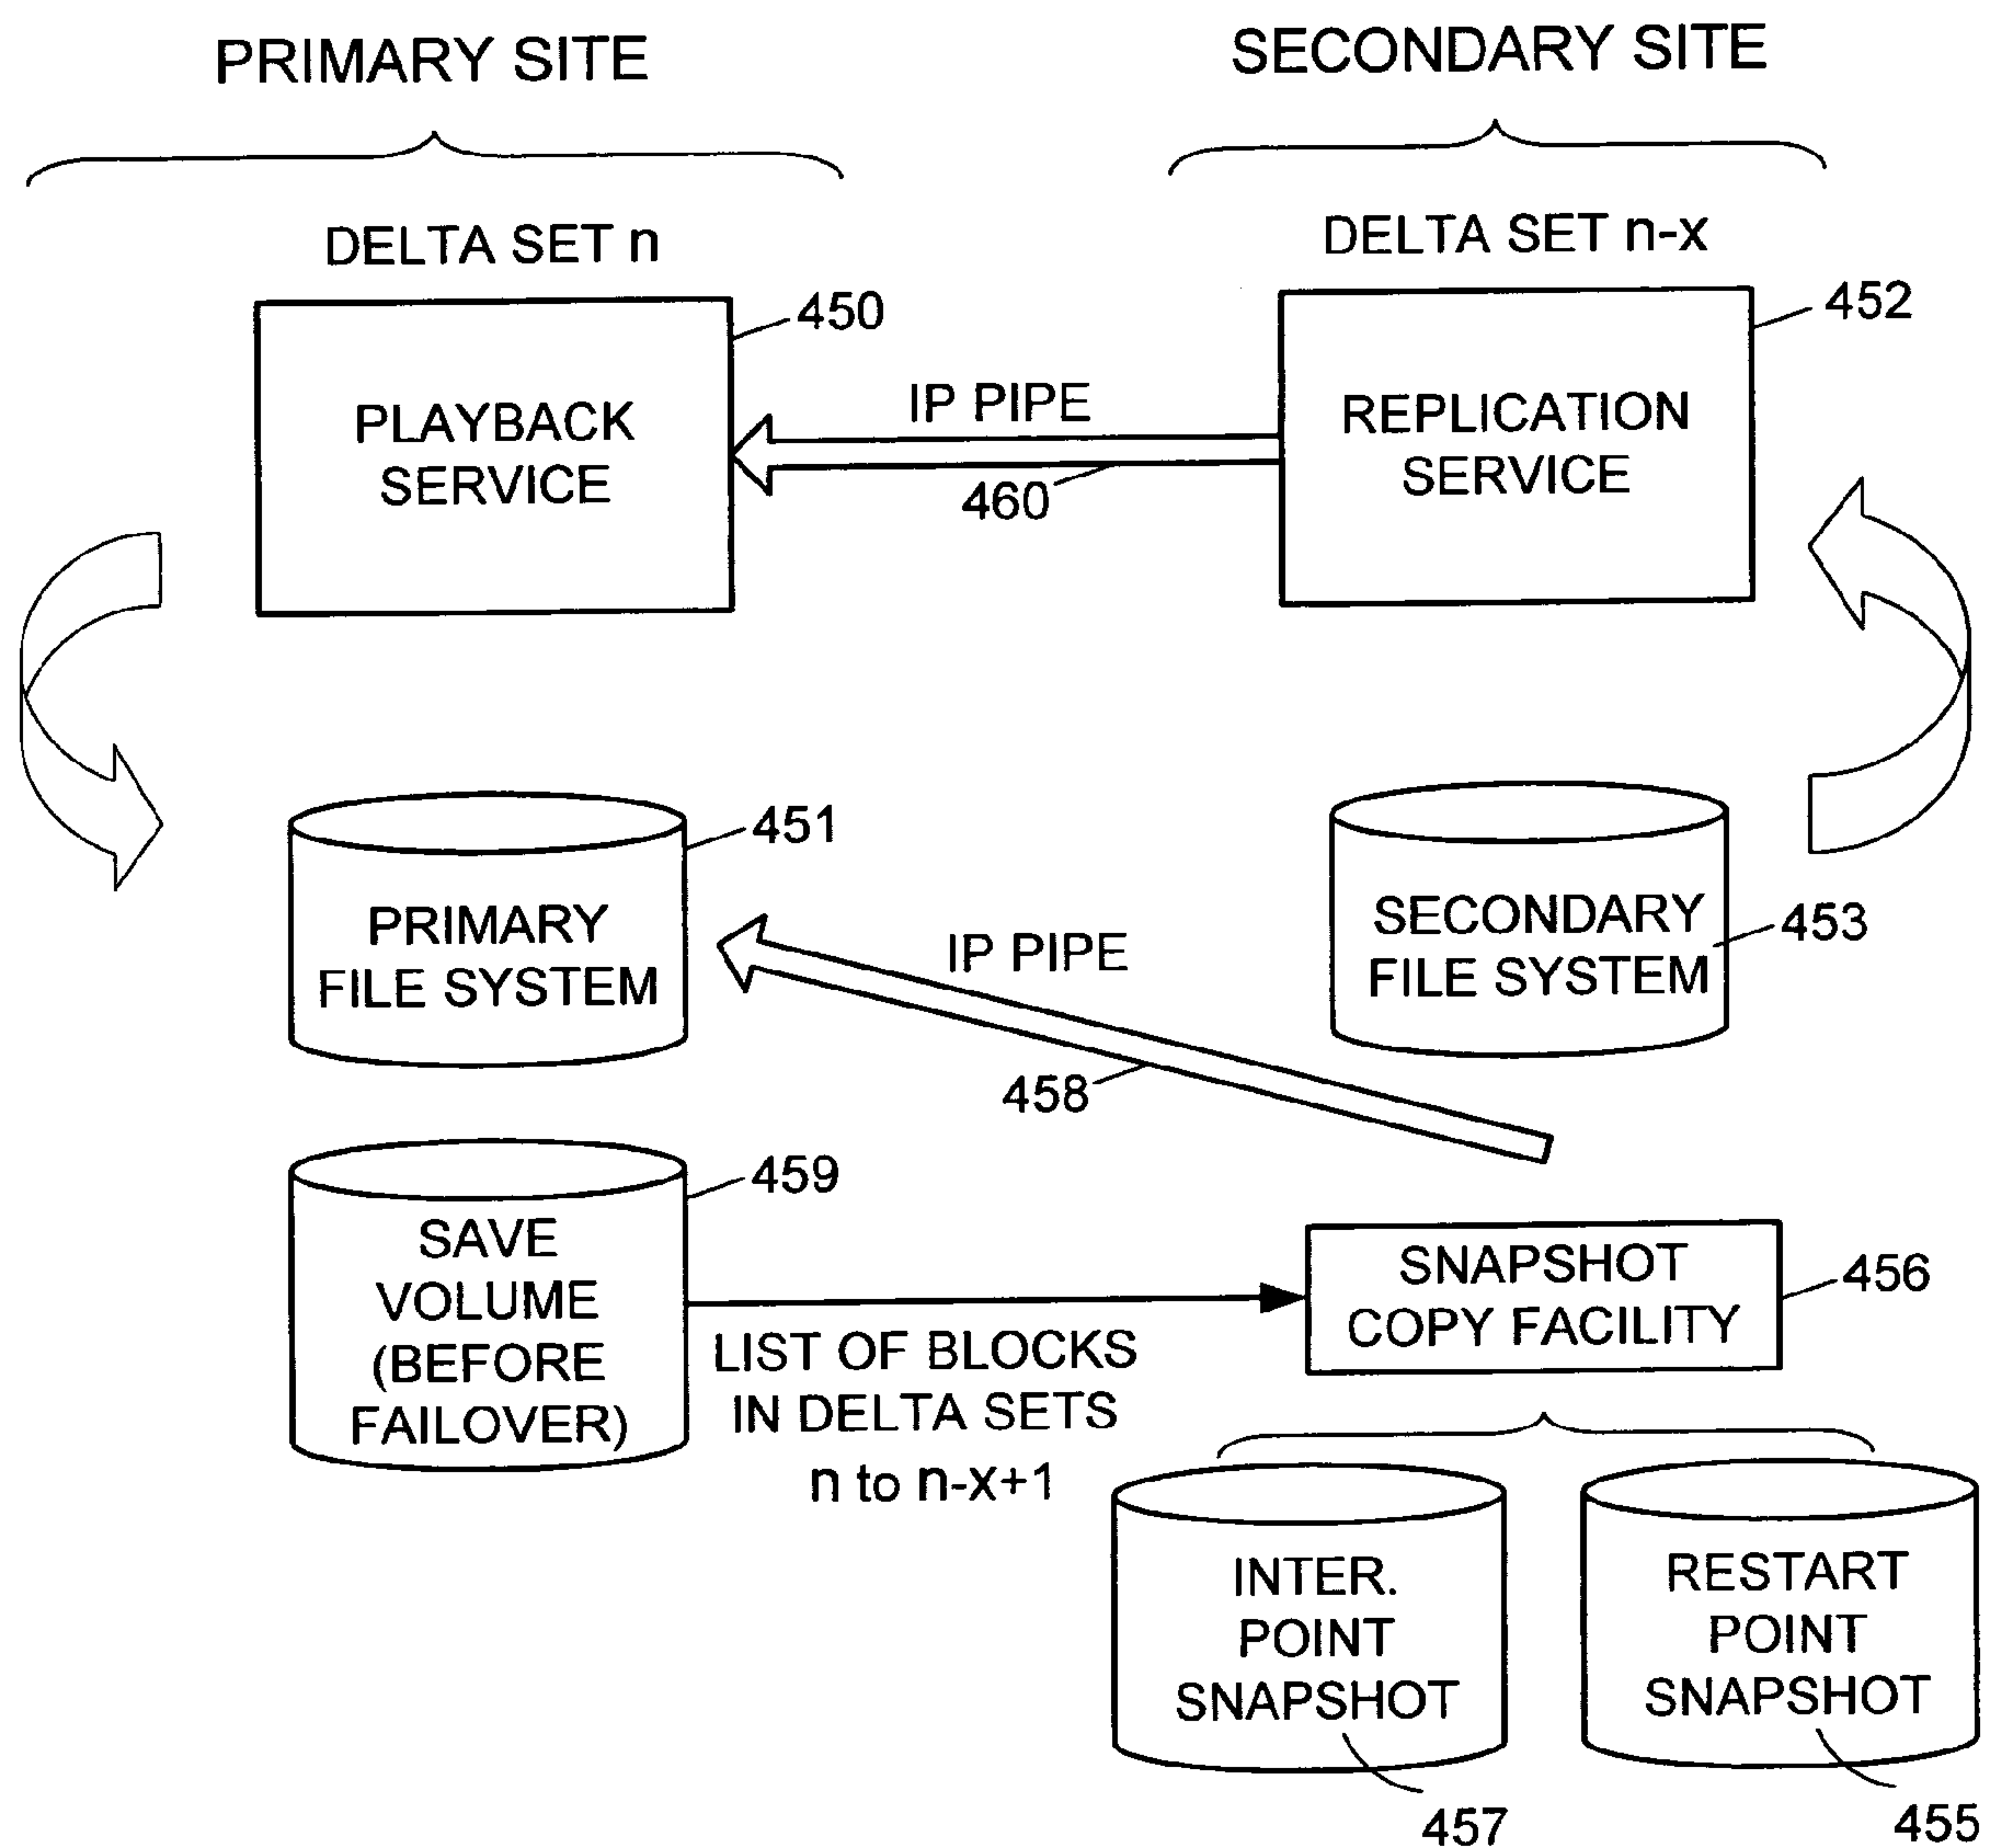 PRIMARY SITE
SECONDARY SITE
DELTA SET n
DELTA SET n-x
450
452
PLAYBACK
SERVICE
IP PIPE
460
REPLICATION
SERVICE
451
PRIMARY
FILE SYSTEM
IP PIPE
458
SECONDARY
FILE SYSTEM
453
459
SAVE
VOLUME
(BEFORE
FAILOVER)
LIST OF BLOCKS
IN DELTA SETS
n to n-x+1
SNAPSHOT
COPY FACILITY
456
INTER.
POINT
SNAPSHOT
457
RESTART
POINT
SNAPSHOT
455